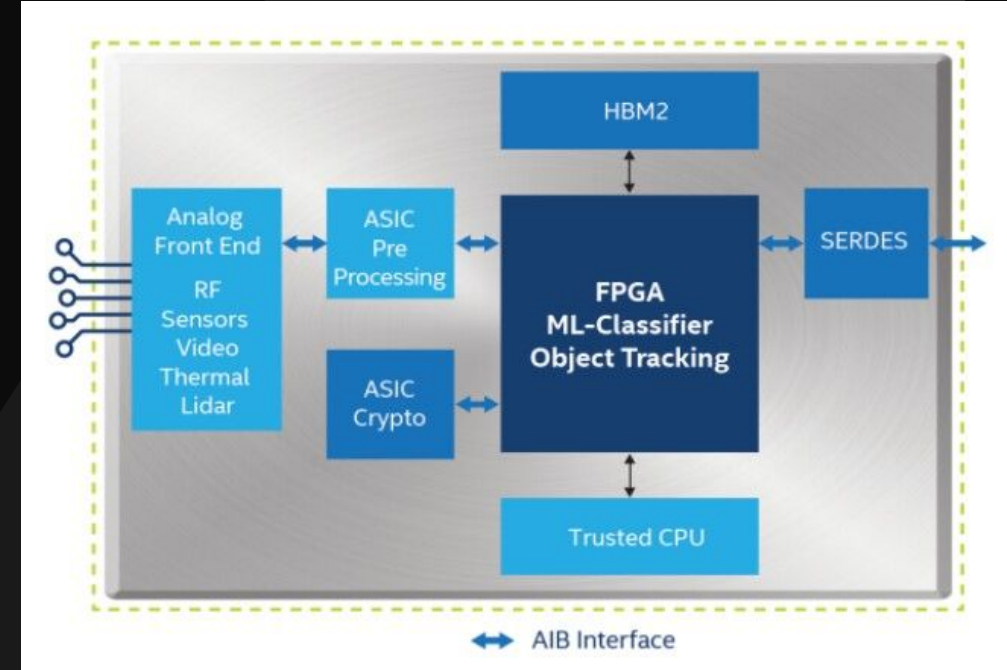 HBM2
Analog
Front End
RF
Sensors
Video
Thermal
Lidar
ASIC
Pre
Processing
FPGA
ML-Classifier
Object Tracking
SERDES
ASIC
Crypto
Trusted CPU
AIB Interface